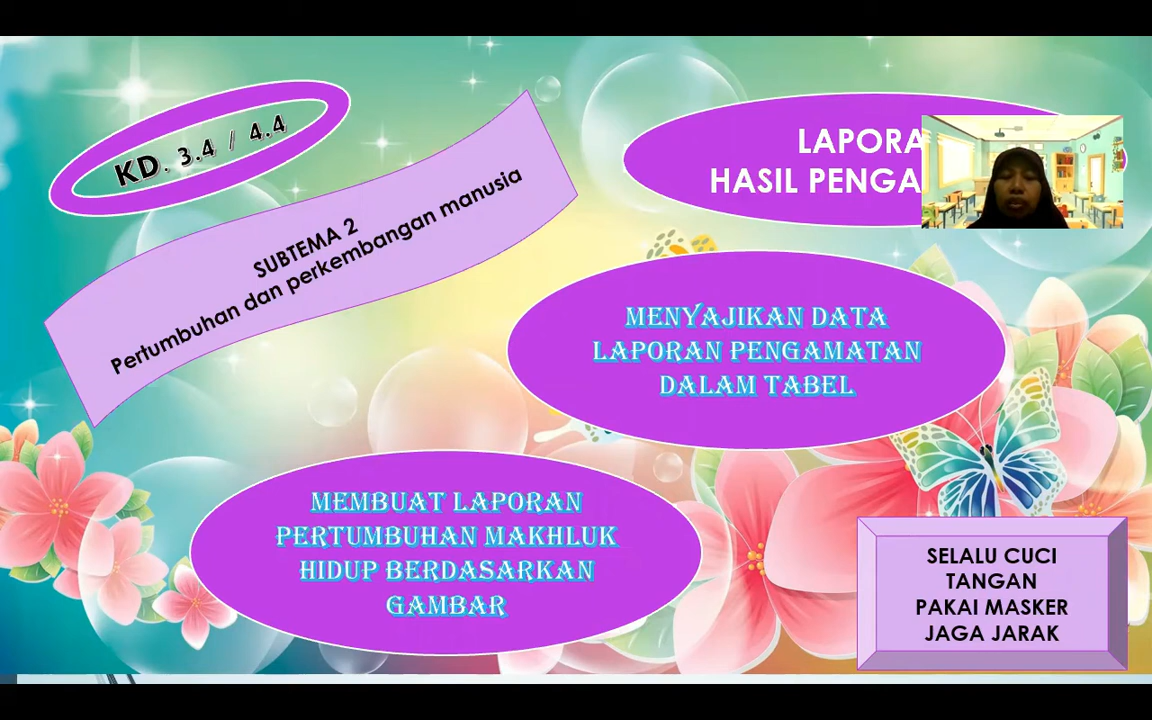 KD. 3.4 / 4.4
SUBTEMA 2
Pertumbuhan dan perkembangan manusia
LAPORA
HASIL PENGA
MENYAJIKAN DATA
LAPORAN PENGAMATAN
DALAM TABEL
MEMBUAT LAPORAN
PERTUMBUHAN MAKHLUK
HIDUP BERDASARKAN
GAMBAR
SELALU CUCI
TANGAN
PAKAI MASKER
JAGA JARAK